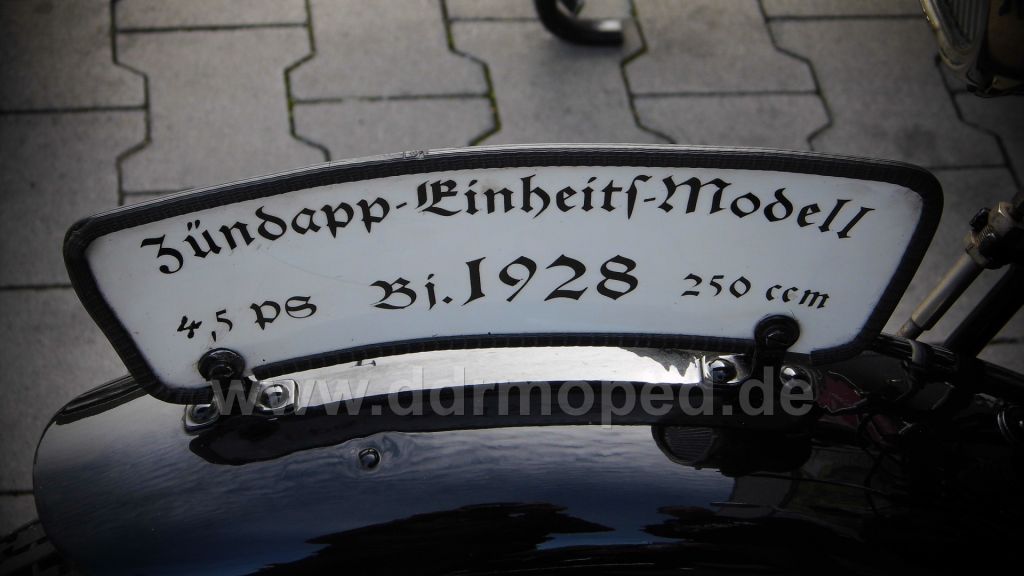 Zündapp-Einheitſ-Modell
4,5 PS Bj. 1928 250 ccm
www.ddrmoped.de